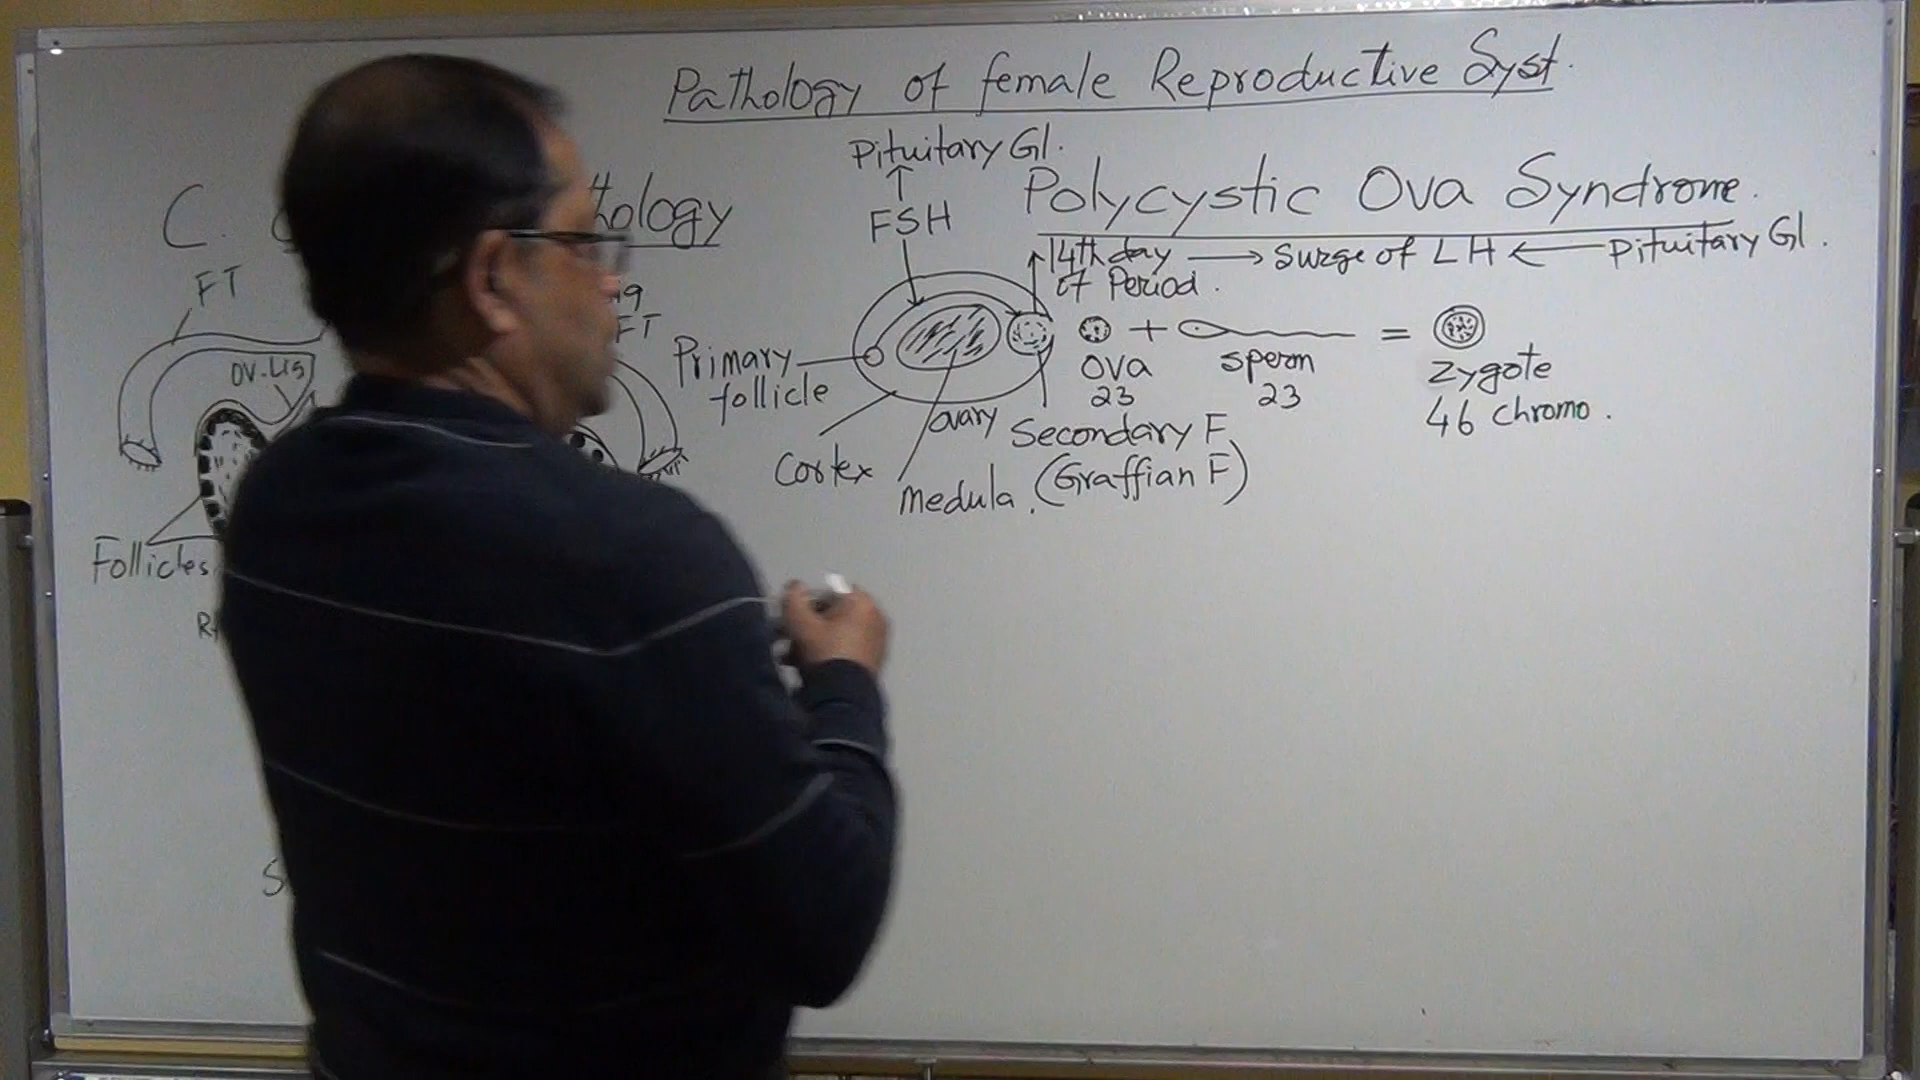 Pathology of female Reproductive Syst.
Pituitary Gl.
FSH
Polycystic Ova Syndrome.
14th day → Surge of LH ← Pituitary Gl.
of Period.
Primary
follicle
Cortex
ovary
Medula.
Secondary F
(Graffian F)
+
=
Ova
23
sperm
23
Zygote
46 chromo.
C.
FT
OV-Lig
FT
Follicles